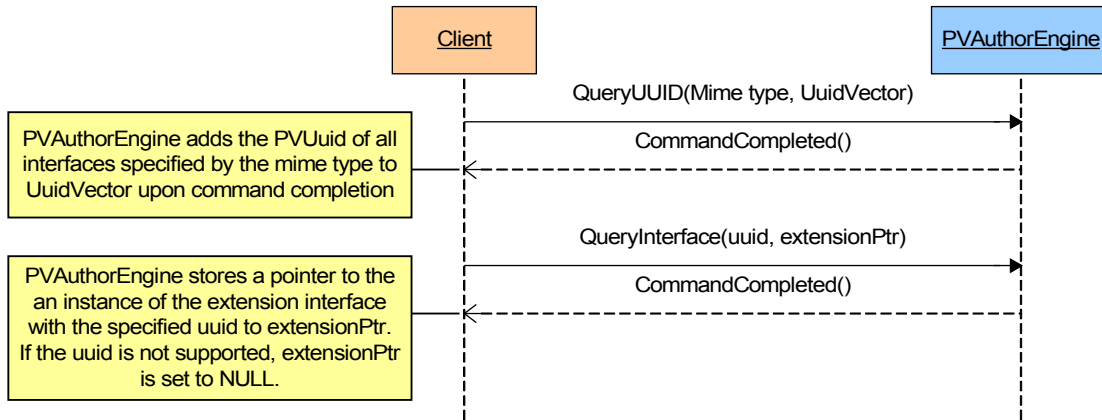 Client
PVAuthorEngine
QueryUUID(Mime type, UuidVector)
CommandCompleted()
PVAuthorEngine adds the PVUuid of all
interfaces specified by the mime type to
UuidVector upon command completion
QueryInterface(uuid, extensionPtr)
CommandCompleted()
PVAuthorEngine stores a pointer to the
an instance of the extension interface
with the specified uuid to extensionPtr.
If the uuid is not supported, extensionPtr
is set to NULL.